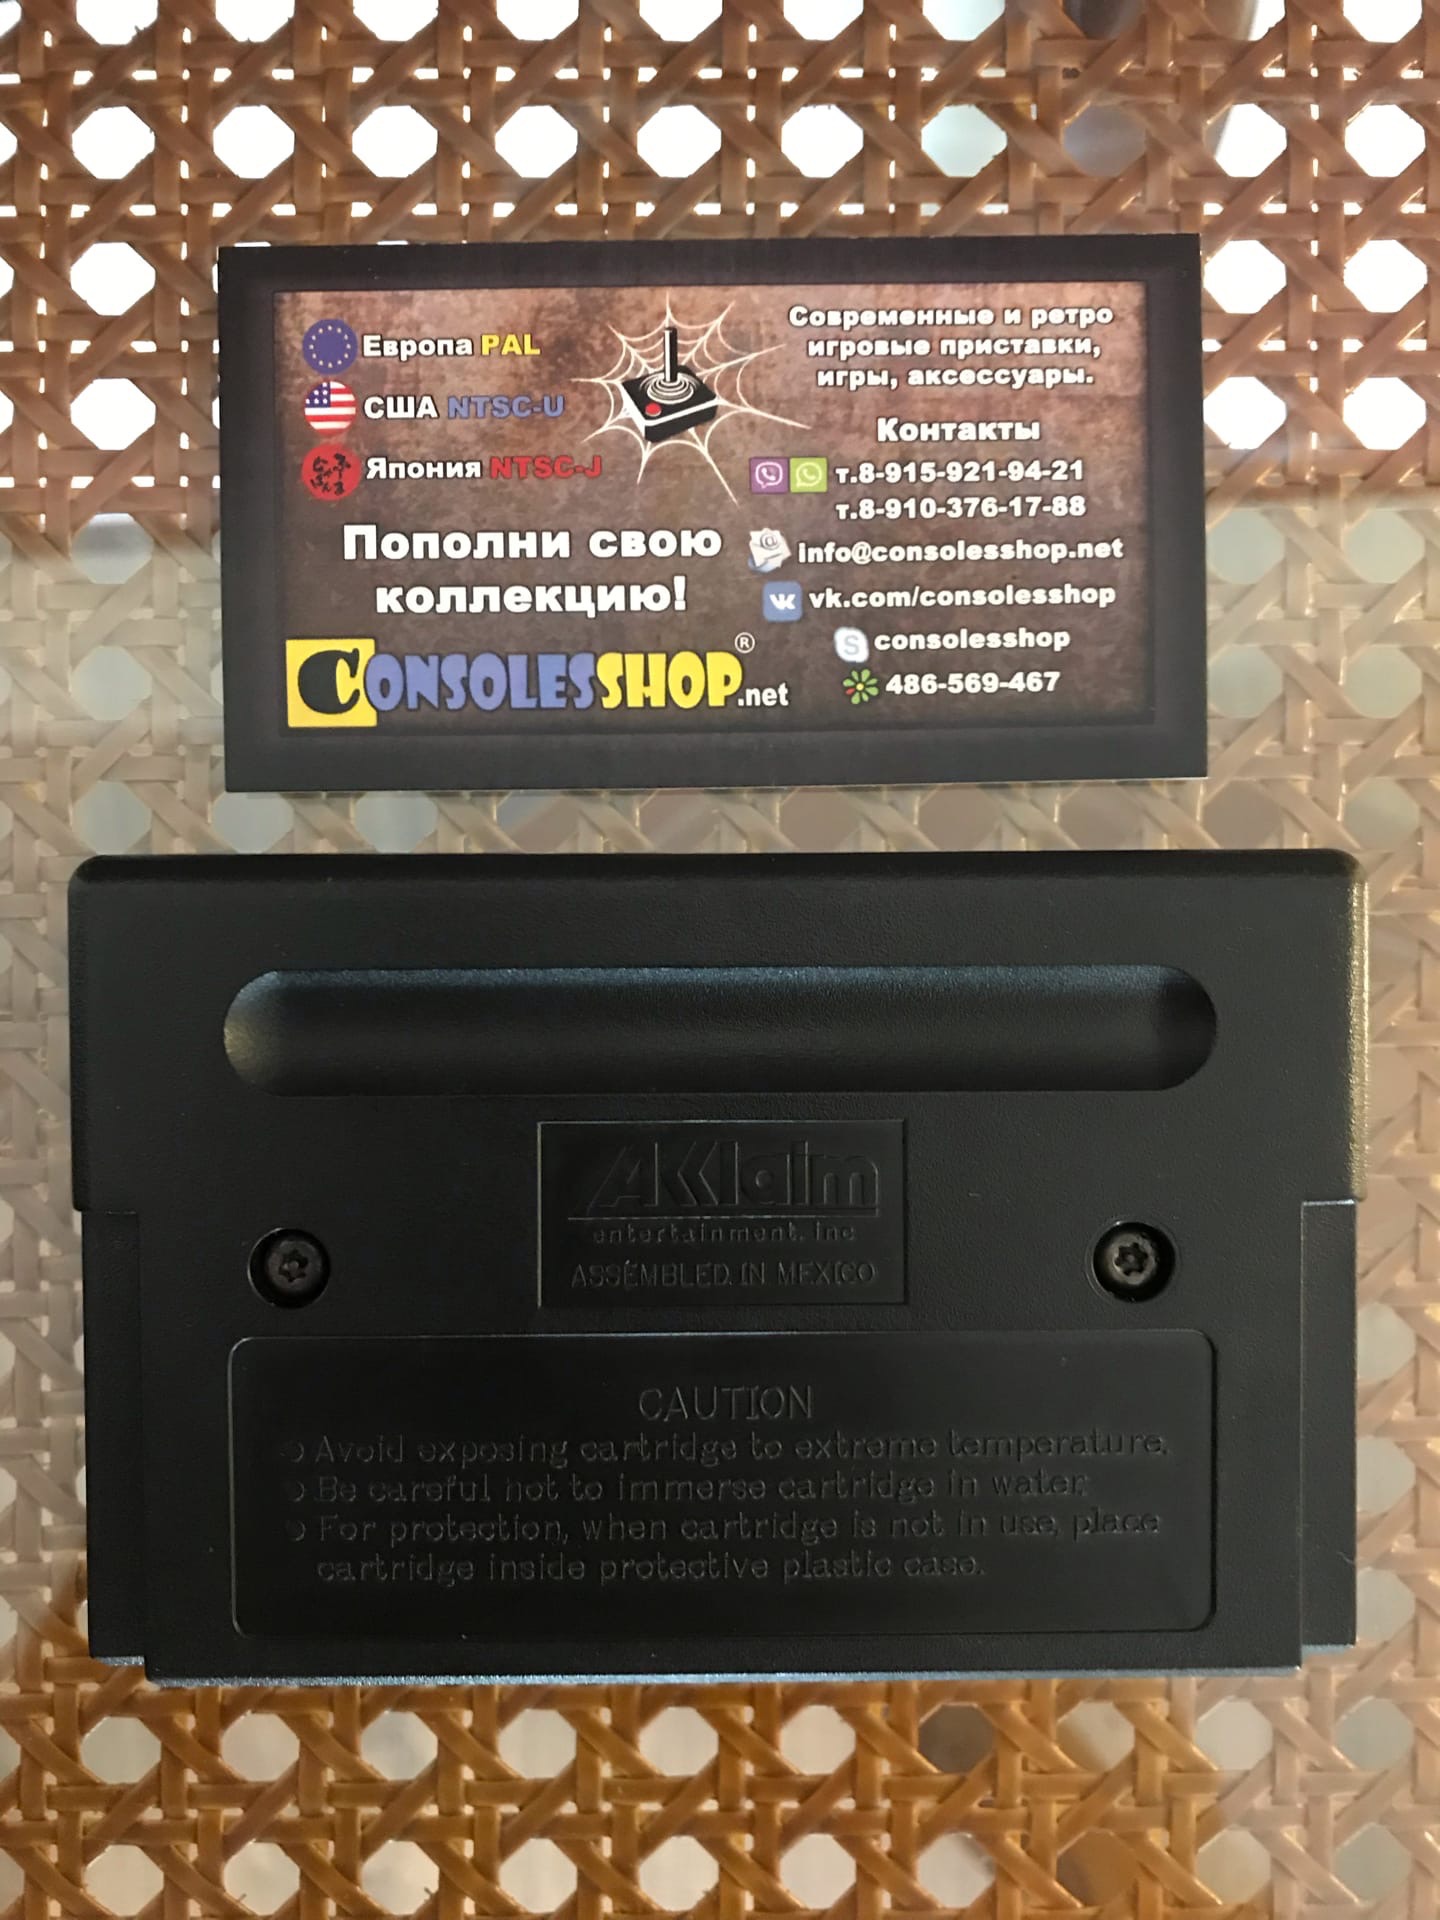 Европа PAL
США NTSC-U
Япония NTSC-J
Пополни свою
коллекцию!
CONSOLESSHOP.net
®
Современные и ретро
игровые приставки,
игры, аксессуары.
Контакты
т.8-915-921-94-21
т.8-910-376-17-88
info@consolesshop.net
vk.com/consolesshop
consolesshop
486-569-467
AKKlaim
entertainment, inc
ASSEMBLED IN MEXICO
CAUTION
Avoid exposing cartridge to extreme temperature.
Be careful not to immerse cartridge in water.
For protection, when cartridge is not in use, place
cartridge inside protective plastic case.